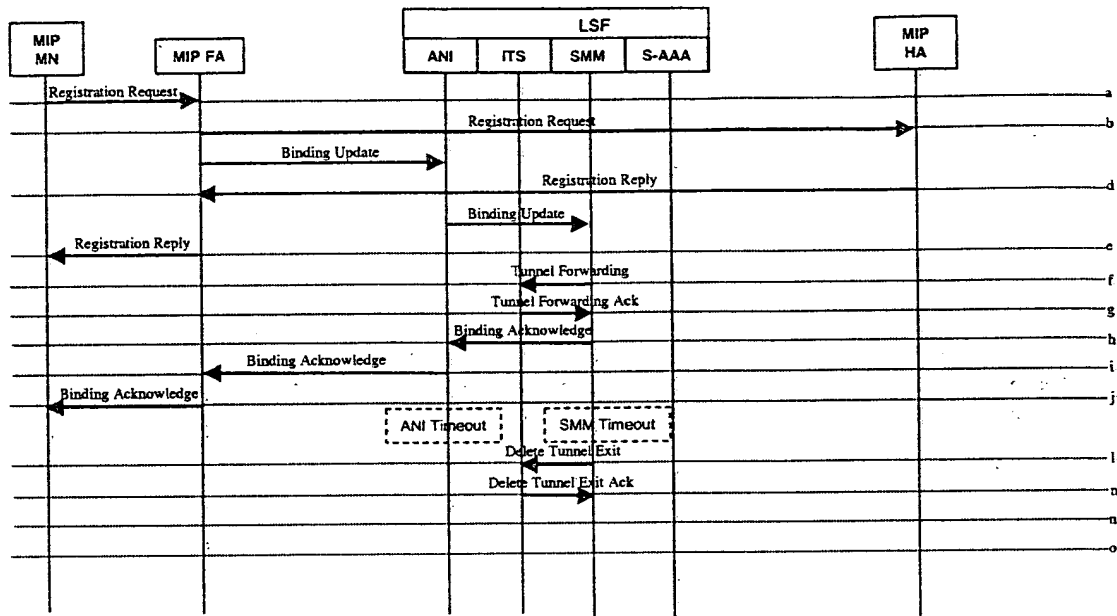 LSF
MIP
MN
MIP FA
ANI
ITS
SMM
S-AAA
MIP
HA
Registration Request
a
Registration Request
b
Binding Update
Registration Reply
d
Binding Update
Registration Reply
e
Tunnel Forwarding
f
Tunnel Forwarding Ack
g
Binding Acknowledge
h
Binding Acknowledge
i
Binding Acknowledge
j
ANI Timeout
SMM Timeout
Delete Tunnel Exit
l
Delete Tunnel Exit Ack
n
n
o